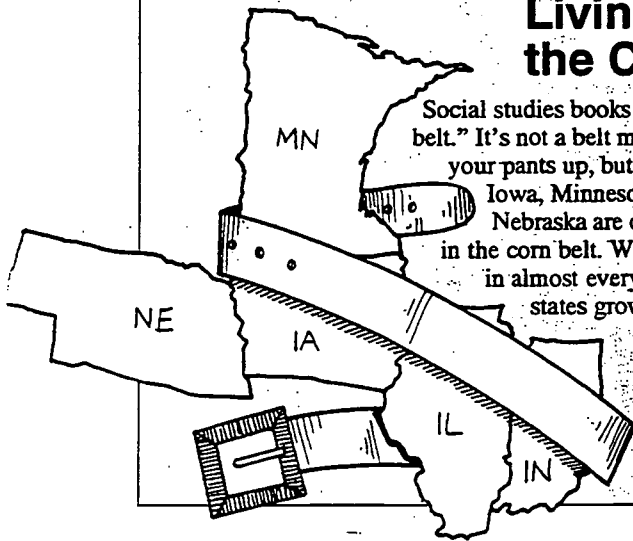 Livin
the C
Social studies books
belt." It's not a belt m
your pants up, but
Iowa, Minneso
Nebraska are
in the corn belt. W
in almost every
states grow
MN
NE
IA
IL
IN